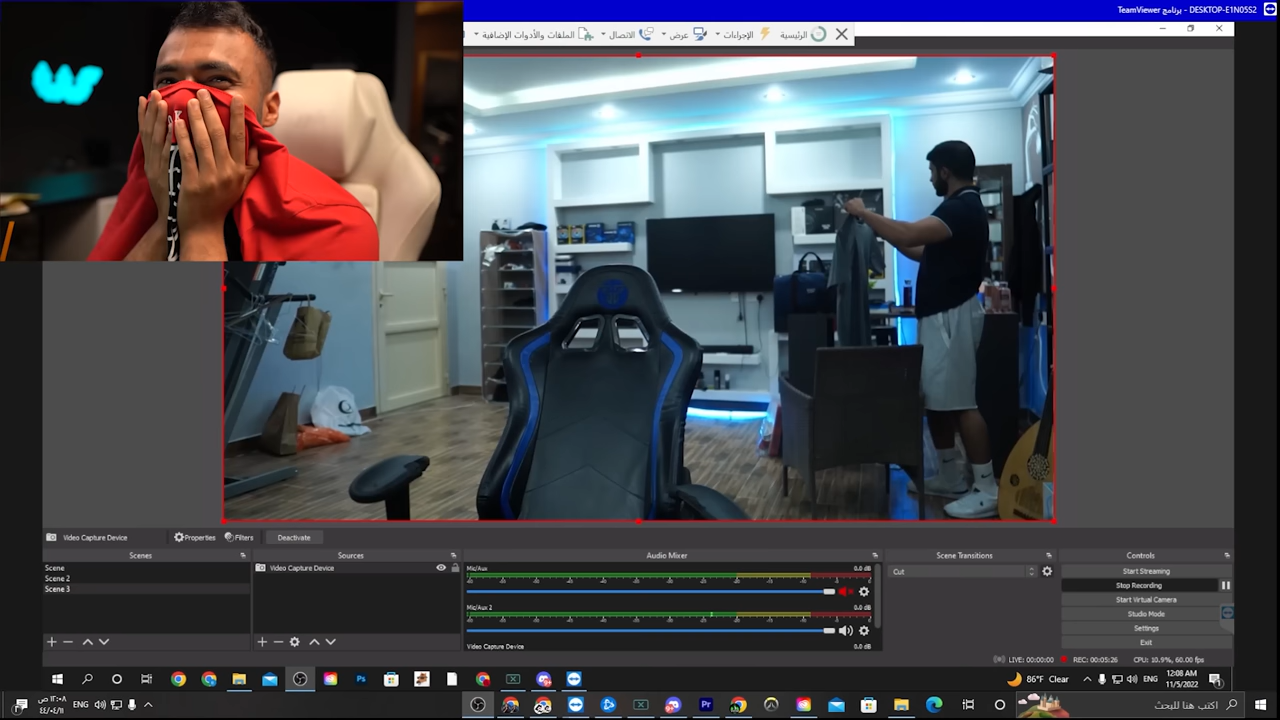 DESKTOP-E1N05S2 - برنامج TeamViewer
الرئيسية
الإجراءات
عرض
الاتصال
الملفات والأدوات الإضافية
Video Capture Device
Properties
Filters
Deactivate
Scenes
Sources
Audio Mixer
Scene Transitions
Controls
Scene
Scene 2
Scene 3
Video Capture Device
Mic/Aux
0.0 dB
Mic/Aux 2
0.0 dB
Video Capture Device
Cut
Start Streaming
Stop Recording
Start Virtual Camera
Studio Mode
Settings
Exit
LIVE: 00:00:00
REC: 00:05:26
CPU: 10.9%, 60.00 fps
86°F Clear
ENG
12:08 AM
11/5/2022
ENG
اكتب هنا للبحث